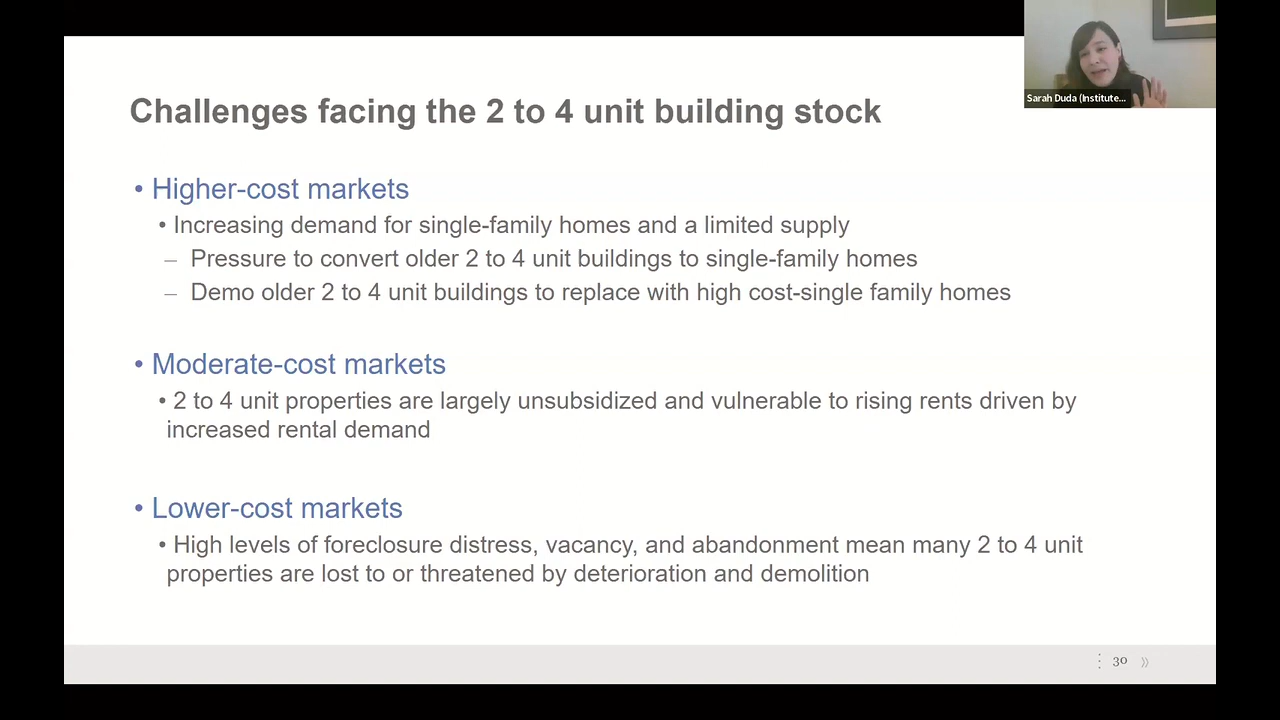 Sarah Duda (Institute...
Challenges facing the 2 to 4 unit building stock
• Higher-cost markets
• Increasing demand for single-family homes and a limited supply
– Pressure to convert older 2 to 4 unit buildings to single-family homes
– Demo older 2 to 4 unit buildings to replace with high cost-single family homes
• Moderate-cost markets
• 2 to 4 unit properties are largely unsubsidized and vulnerable to rising rents driven by
increased rental demand
• Lower-cost markets
• High levels of foreclosure distress, vacancy, and abandonment mean many 2 to 4 unit
properties are lost to or threatened by deterioration and demolition
30